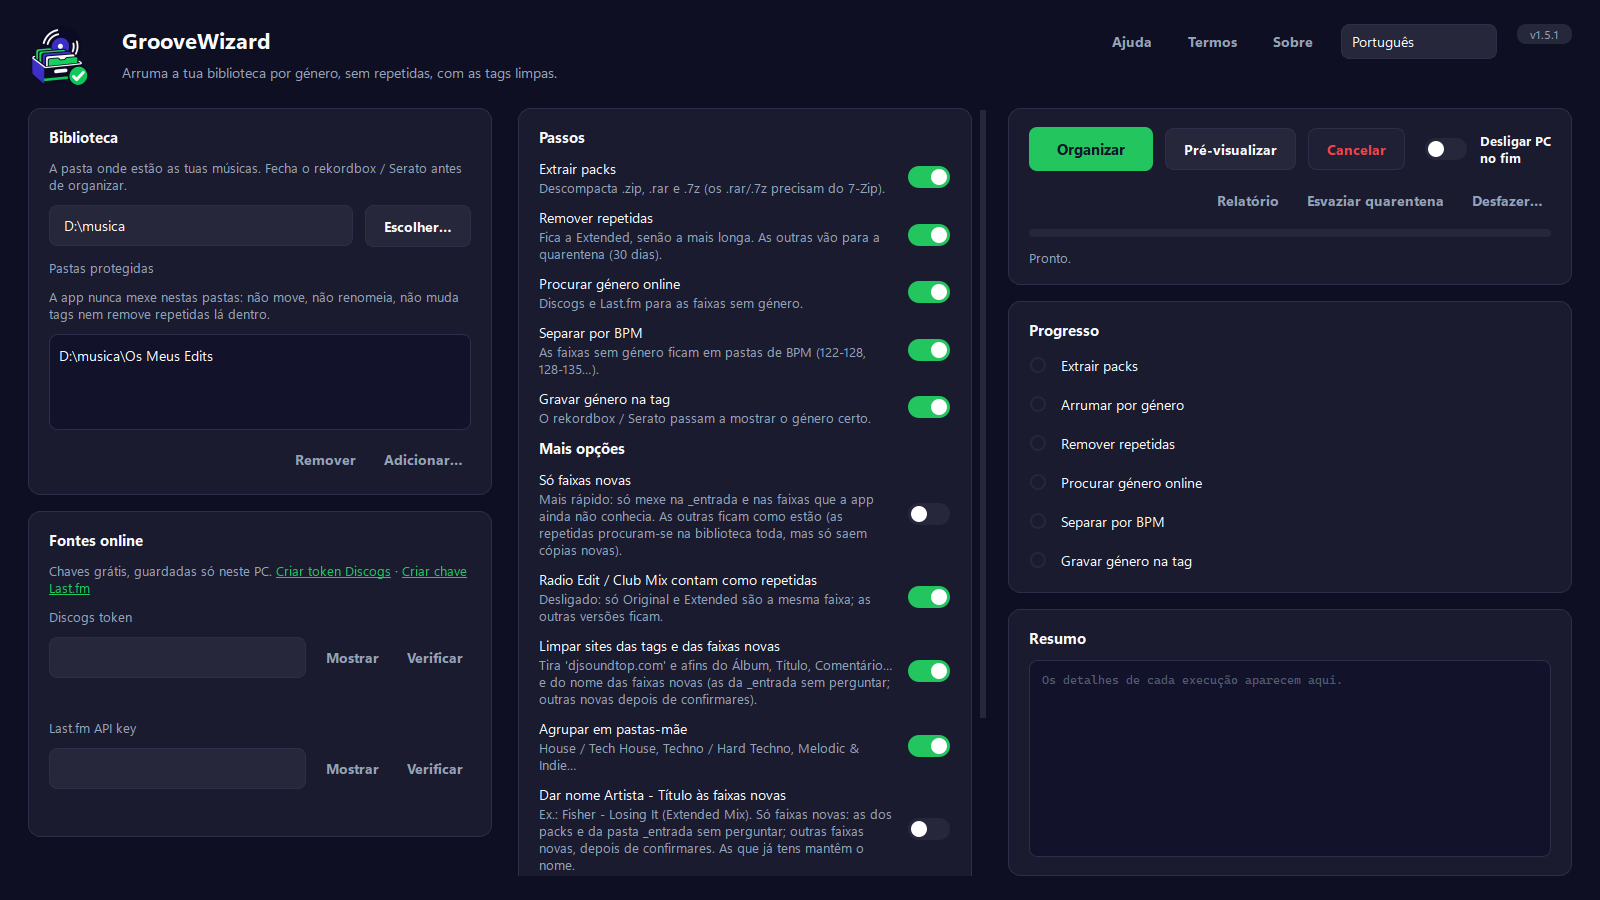 GrooveWizard
Arruma a tua biblioteca por género, sem repetidas, com as tags limpas.
Ajuda
Termos
Sobre
Português
v1.5.1
Biblioteca
A pasta onde estão as tuas músicas. Fecha o rekordbox / Serato antes
de organizar.
D:\musica
Escolher...
Pastas protegidas
A app nunca mexe nestas pastas: não move, não renomeia, não muda
tags nem remove repetidas lá dentro.
D:\musica\Os Meus Edits
Remover
Adicionar...
Fontes online
Chaves grátis, guardadas só neste PC. Criar token Discogs · Criar chave
Last.fm
Discogs token
Mostrar
Verificar
Last.fm API key
Mostrar
Verificar
Passos
Extrair packs
Descompacta .zip, .rar e .7z (os .rar/.7z precisam do 7-Zip).
Remover repetidas
Fica a Extended, senão a mais longa. As outras vão para a
quarentena (30 dias).
Procurar género online
Discogs e Last.fm para as faixas sem género.
Separar por BPM
As faixas sem género ficam em pastas de BPM (122-128,
128-135...).
Gravar género na tag
O rekordbox / Serato passam a mostrar o género certo.
Mais opções
Só faixas novas
Mais rápido: só mexe na _entrada e nas faixas que a app
ainda não conhecia. As outras ficam como estão (as
repetidas procuram-se na biblioteca toda, mas só saem
cópias novas).
Radio Edit / Club Mix contam como repetidas
Desligado: só Original e Extended são a mesma faixa; as
outras versões ficam.
Limpar sites das tags e das faixas novas
Tira 'djsoundtop.com' e afins do Álbum, Título, Comentário...
e do nome das faixas novas (as da _entrada sem perguntar;
outras novas depois de confirmares).
Agrupar em pastas-mãe
House / Tech House, Techno / Hard Techno, Melodic &
Indie...
Dar nome Artista - Título às faixas novas
Ex.: Fisher - Losing It (Extended Mix). Só faixas novas: as dos
packs e da pasta _entrada sem perguntar; outras faixas
novas, depois de confirmares. As que já tens mantêm o
nome.
Organizar
Pré-visualizar
Cancelar
Desligar PC
no fim
Relatório
Esvaziar quarentena
Desfazer...
Pronto.
Progresso
Extrair packs
Arrumar por género
Remover repetidas
Procurar género online
Separar por BPM
Gravar género na tag
Resumo
Os detalhes de cada execução aparecem aqui.